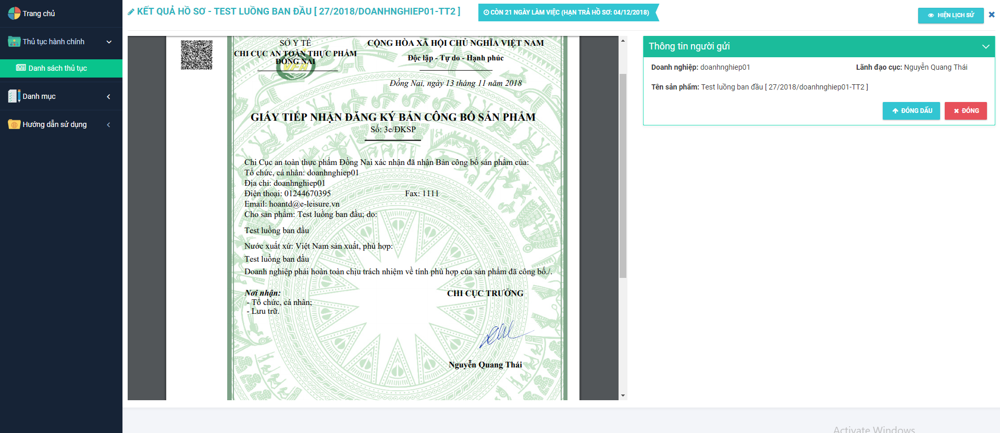 Trang chủ
Thủ tục hành chính
Danh sách thủ tục
Danh mục
Hướng dẫn sử dụng
KẾT QUẢ HỒ SƠ - TEST LUỒNG BAN ĐẦU [ 27/2018/DOANHNGHIEP01-TT2 ]
CÒN 21 NGÀY LÀM VIỆC (HẠN TRẢ HỒ SƠ: 04/12/2018)
HIỆN LỊCH SỬ
SỞ Y TẾ
CHI CỤC AN TOÀN THỰC PHẨM
ĐỒNG NAI
VFA
CỘNG HÒA XÃ HỘI CHỦ NGHĨA VIỆT NAM
Độc lập - Tự do - Hạnh phúc
Đồng Nai, ngày 13 tháng 11 năm 2018
GIẤY TIẾP NHẬN ĐĂNG KÝ BẢN CÔNG BỐ SẢN PHẨM
Số: 3e/ĐKSP
Chi Cục an toàn thực phẩm Đồng Nai xác nhận đã nhận Bản công bố sản phẩm của:
Tổ chức, cá nhân: doanhnghiep01
Địa chỉ: doanhnghiep01
Điện thoại: 01244670395 Fax: 1111
Email: hoantd@e-leisure.vn
Cho sản phẩm: Test luồng ban đầu; do:
Test luồng ban đầu
Nước xuất xứ: Việt Nam sản xuất, phù hợp:
Test luồng ban đầu
Doanh nghiệp phải hoàn toàn chịu trách nhiệm về tính phù hợp của sản phẩm đã công bố./.
Nơi nhận:
- Tổ chức, cá nhân;
- Lưu trữ.
CHI CỤC TRƯỞNG
Nguyễn Quang Thái
Thông tin người gửi
Doanh nghiệp: doanhnghiep01 Lãnh đạo cục: Nguyễn Quang Thái
Tên sản phẩm: Test luồng ban đầu [ 27/2018/doanhnghiep01-TT2 ]
ĐÓNG DẤU
ĐÓNG
Activate Windows